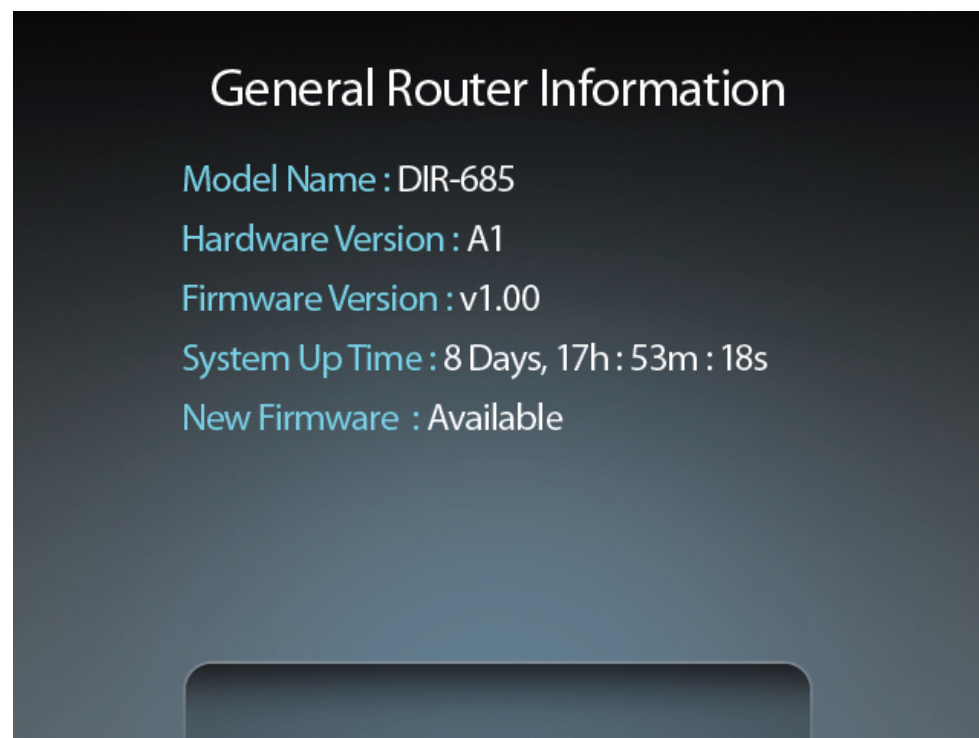 General Router Information
Model Name : DIR-685
Hardware Version : A1
Firmware Version : v1.00
System Up Time : 8 Days, 17h : 53m : 18s
New Firmware : Available